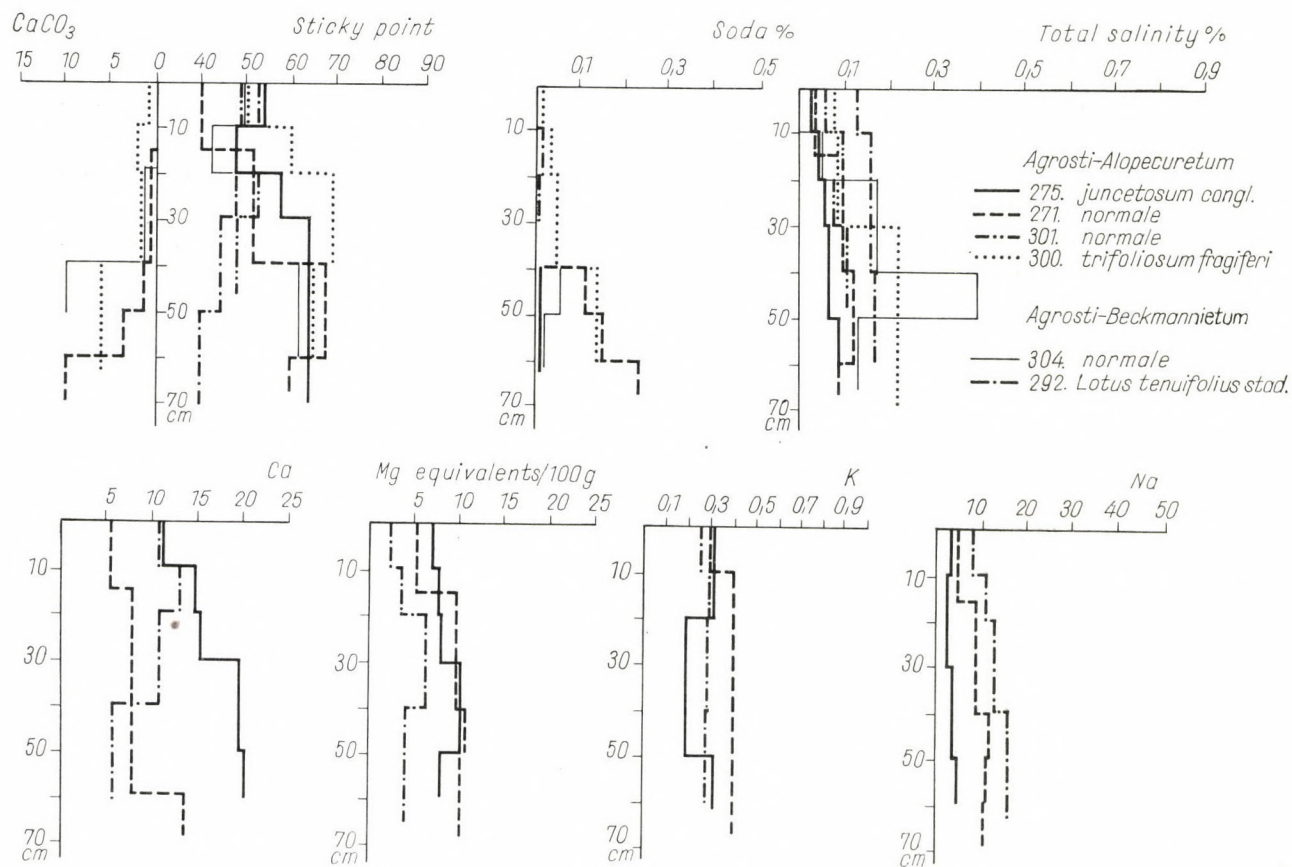 CaCO3 Sticky point
15 10 5 0 40 50 60 70 80 90
10
30
50
70
cm
Soda %
0,1 0,3 0,5
10
30
50
70
cm
Total salinity %
0,1 0,3 0,5 0,7 0,9
10
30
50
70
cm
Agrosti-Alopecuretum
275. juncetosum congl.
271. normale
301. normale
300. trifoliosum fragiferi
Agrosti-Beckmannietum
304. normale
292. Lotus tenuifolius stad.
Ca
5 10 15 20 25
10
30
50
70
cm
Mg equivalents/100g
5 10 15 20 25
10
30
50
70
cm
K
0,1 0,3 0,5 0,7 0,9
10
30
50
70
cm
Na
10 20 30 40 50
10
30
50
70
cm